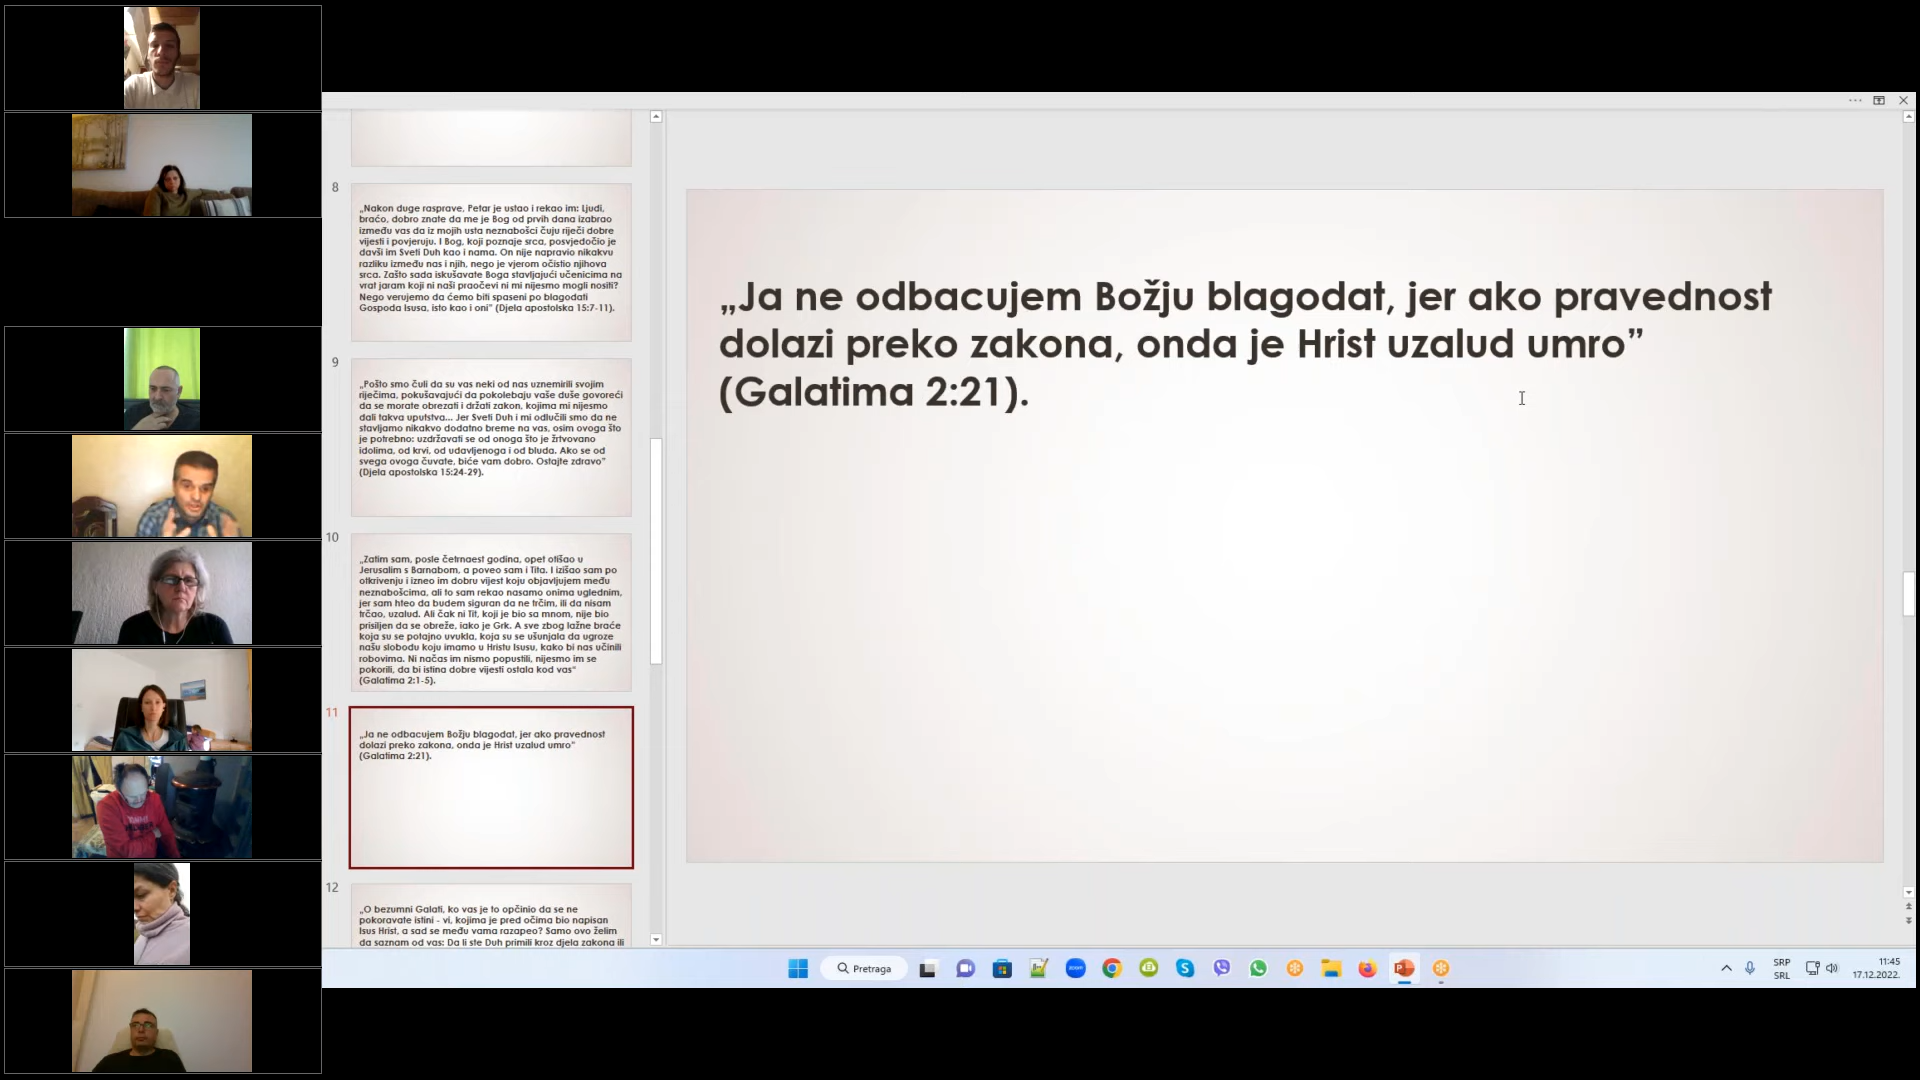 8
„Nakon duge rasprave, Petar je ustao i rekao im: Ljudi,
braćo, dobro znate da me je Bog od prvih dana izabrao
između vas da iz mojih usta neznabošci čuju riječi dobre
vijesti i povjeruju. I Bog, koji poznaje srca, posvjedočio je
davši im Sveti Duh kao i nama. On nije napravio nikakvu
razliku između nas i njih, nego je vjerom očistio njihova
srca. Zašto sada iskušavate Boga stavljajući učenicima na
vrat jaram koji ni naši praočevi ni mi nijesmo mogli nositi?
Nego verujemo da ćemo biti spaseni po blagodati
Gospoda Isusa, isto kao i oni” (Djela apostolska 15:7-11).
9
„Pošto smo čuli da su vas neki od nas uznemirili svojim
riječima, pokušavajući da pokolebaju vaše duše govoreći
da se morate obrezati i držati zakon, kojima mi nijesmo
dali takva uputstva... Jer Sveti Duh i mi odlučili smo da ne
stavljamo nikakvo dodatno breme na vas, osim ovoga što
je potrebno: uzdržavati se od onoga što je žrtvovano
idolima, od krvi, od udavljenoga i od bluda. Ako se od
svega ovoga čuvate, biće vam dobro. Ostajte zdravo”
(Djela apostolska 15:24-29).
10
„Zatim sam, posle četrnaest godina, opet otišao u
Jerusalim s Barnabom, a poveo sam i Tita. I izišao sam po
otkrivenju i izneo im dobru vijest koju objavljujem među
neznabošcima, ali to sam rekao nasamo onima uglednim,
jer sam hteo da budem siguran da ne trčim, ili da nisam
trčao, uzalud. Ali čak ni Tit, koji je bio sa mnom, nije bio
prisiljen da se obreže, iako je Grk. A sve zbog lažne braće
koja su se potajno uvukla, koja su se ušunjala da ugroze
našu slobodu koju imamo u Hristu Isusu, kako bi nas učinili
robovima. Ni načas im nismo popustili, nijesmo im se
pokorili, da bi istina dobre vijesti ostala kod vas”
(Galatima 2:1-5).
11
„Ja ne odbacujem Božju blagodat, jer ako pravednost
dolazi preko zakona, onda je Hrist uzalud umro”
(Galatima 2:21).
12
„O bezumni Galati, ko vas je to opčinio da se ne
pokoravate istini - vi, kojima je pred očima bio napisan
Isus Hrist, a sad se među vama razapeo? Samo ovo želim
da saznam od vas: Da li ste Duh primili kroz djela zakona ili
„Ja ne odbacujem Božju blagodat, jer ako pravednost
dolazi preko zakona, onda je Hrist uzalud umro”
(Galatima 2:21).
Pretraga
SRP
SRL
11:45
17.12.2022.